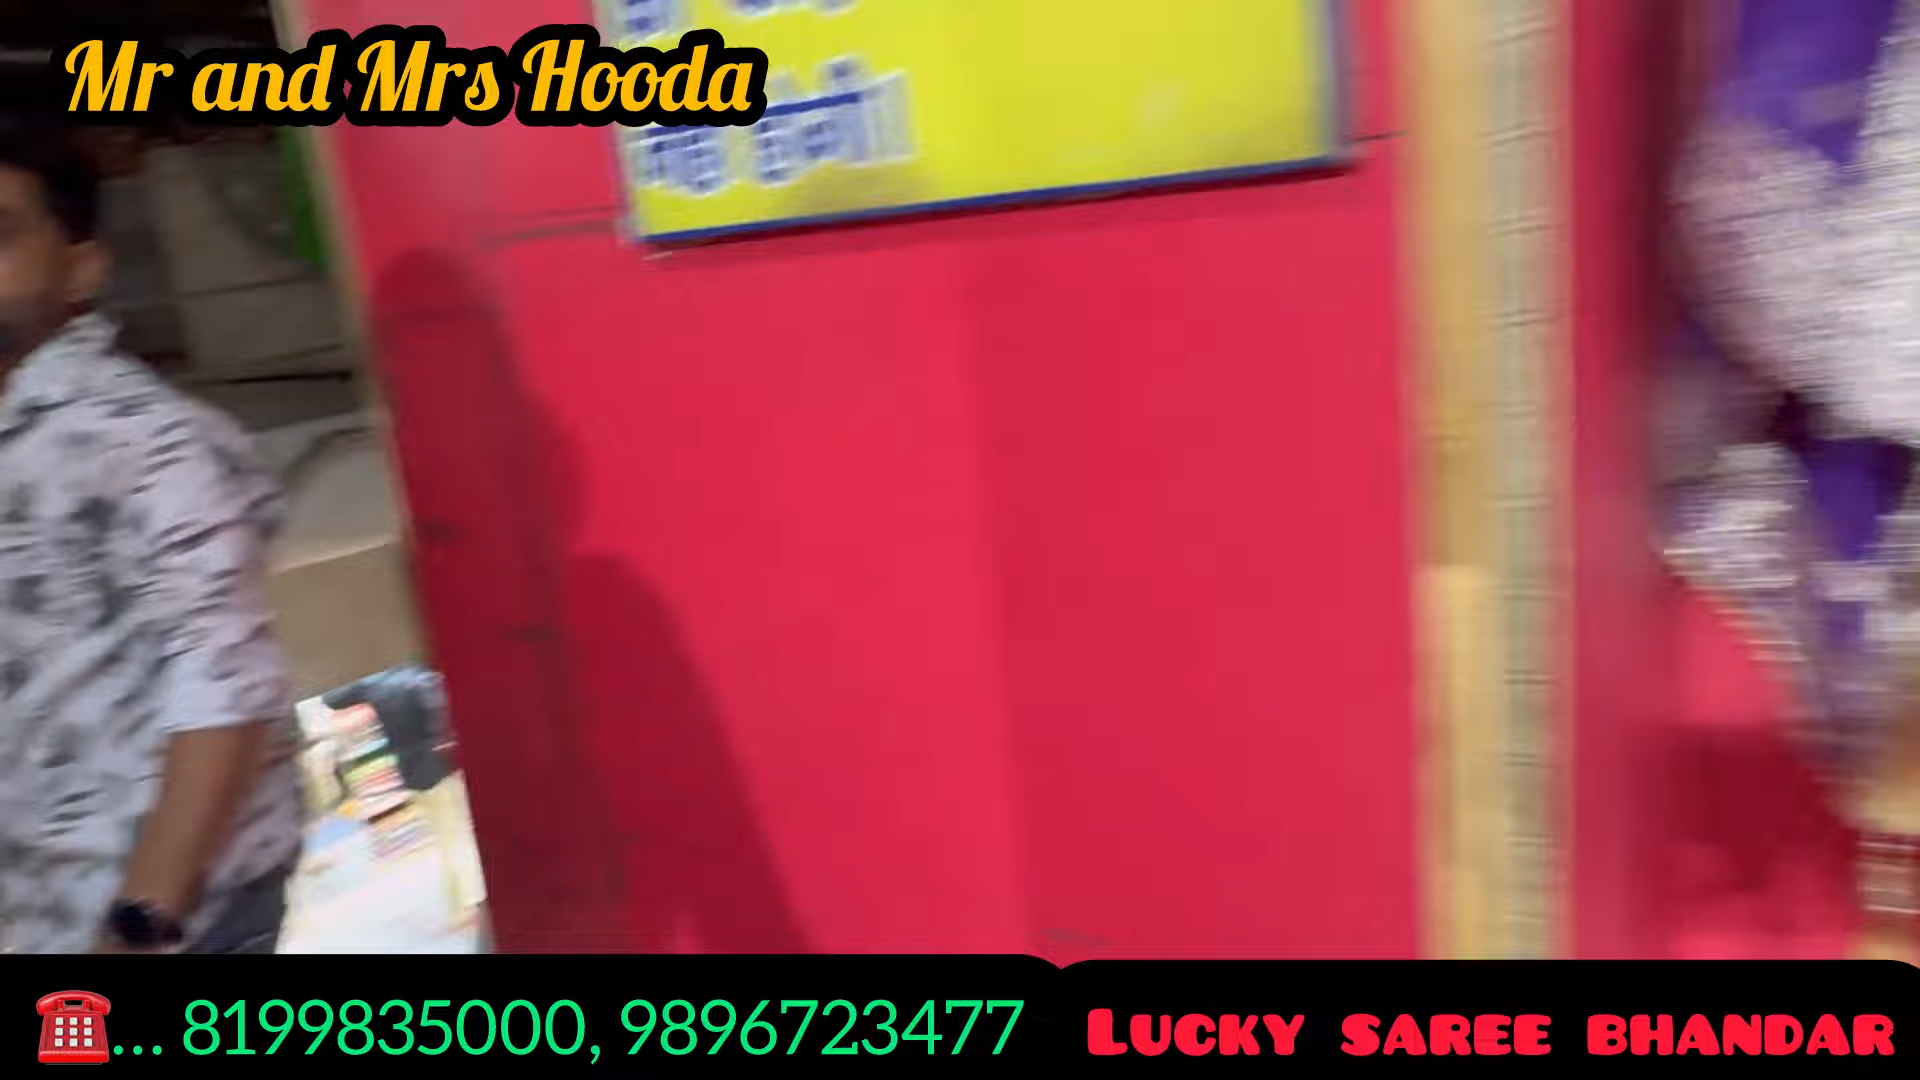 Mr and Mrs Hooda
☎️... 8199835000, 9896723477
LUCKY SAREE BHANDAR